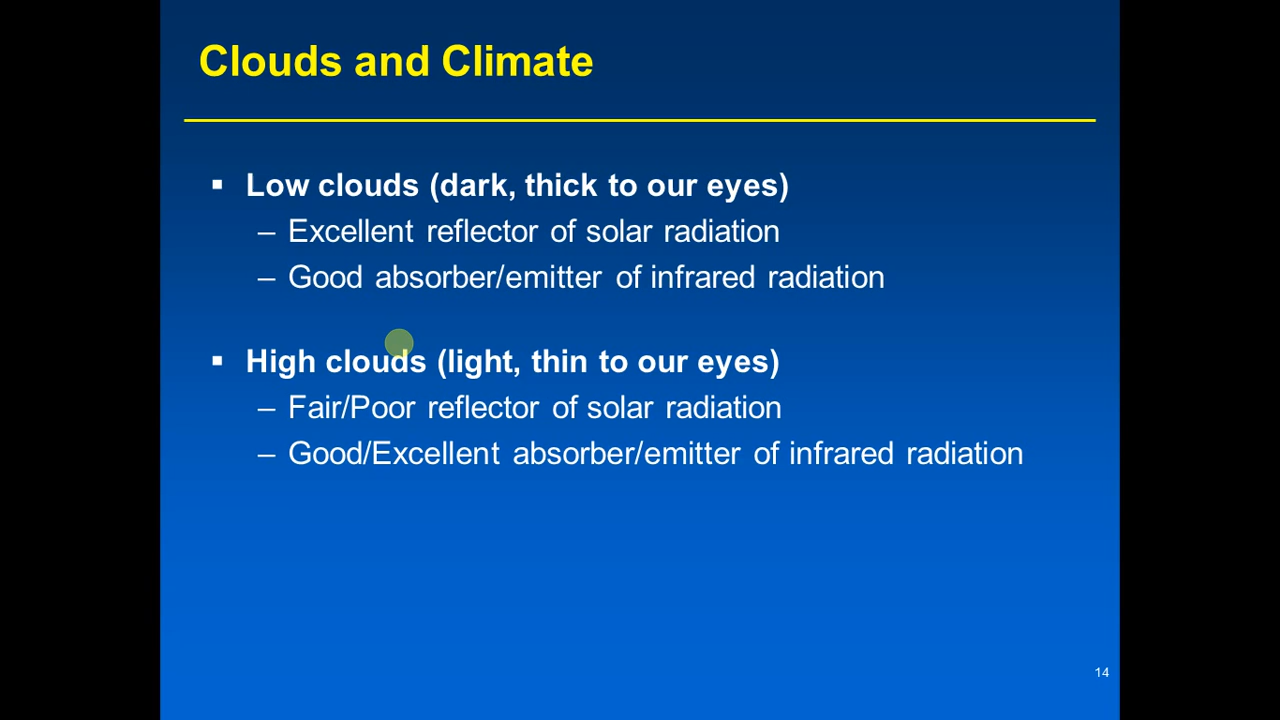 Clouds and Climate
▪ Low clouds (dark, thick to our eyes)
– Excellent reflector of solar radiation
– Good absorber/emitter of infrared radiation
▪ High clouds (light, thin to our eyes)
– Fair/Poor reflector of solar radiation
– Good/Excellent absorber/emitter of infrared radiation
14